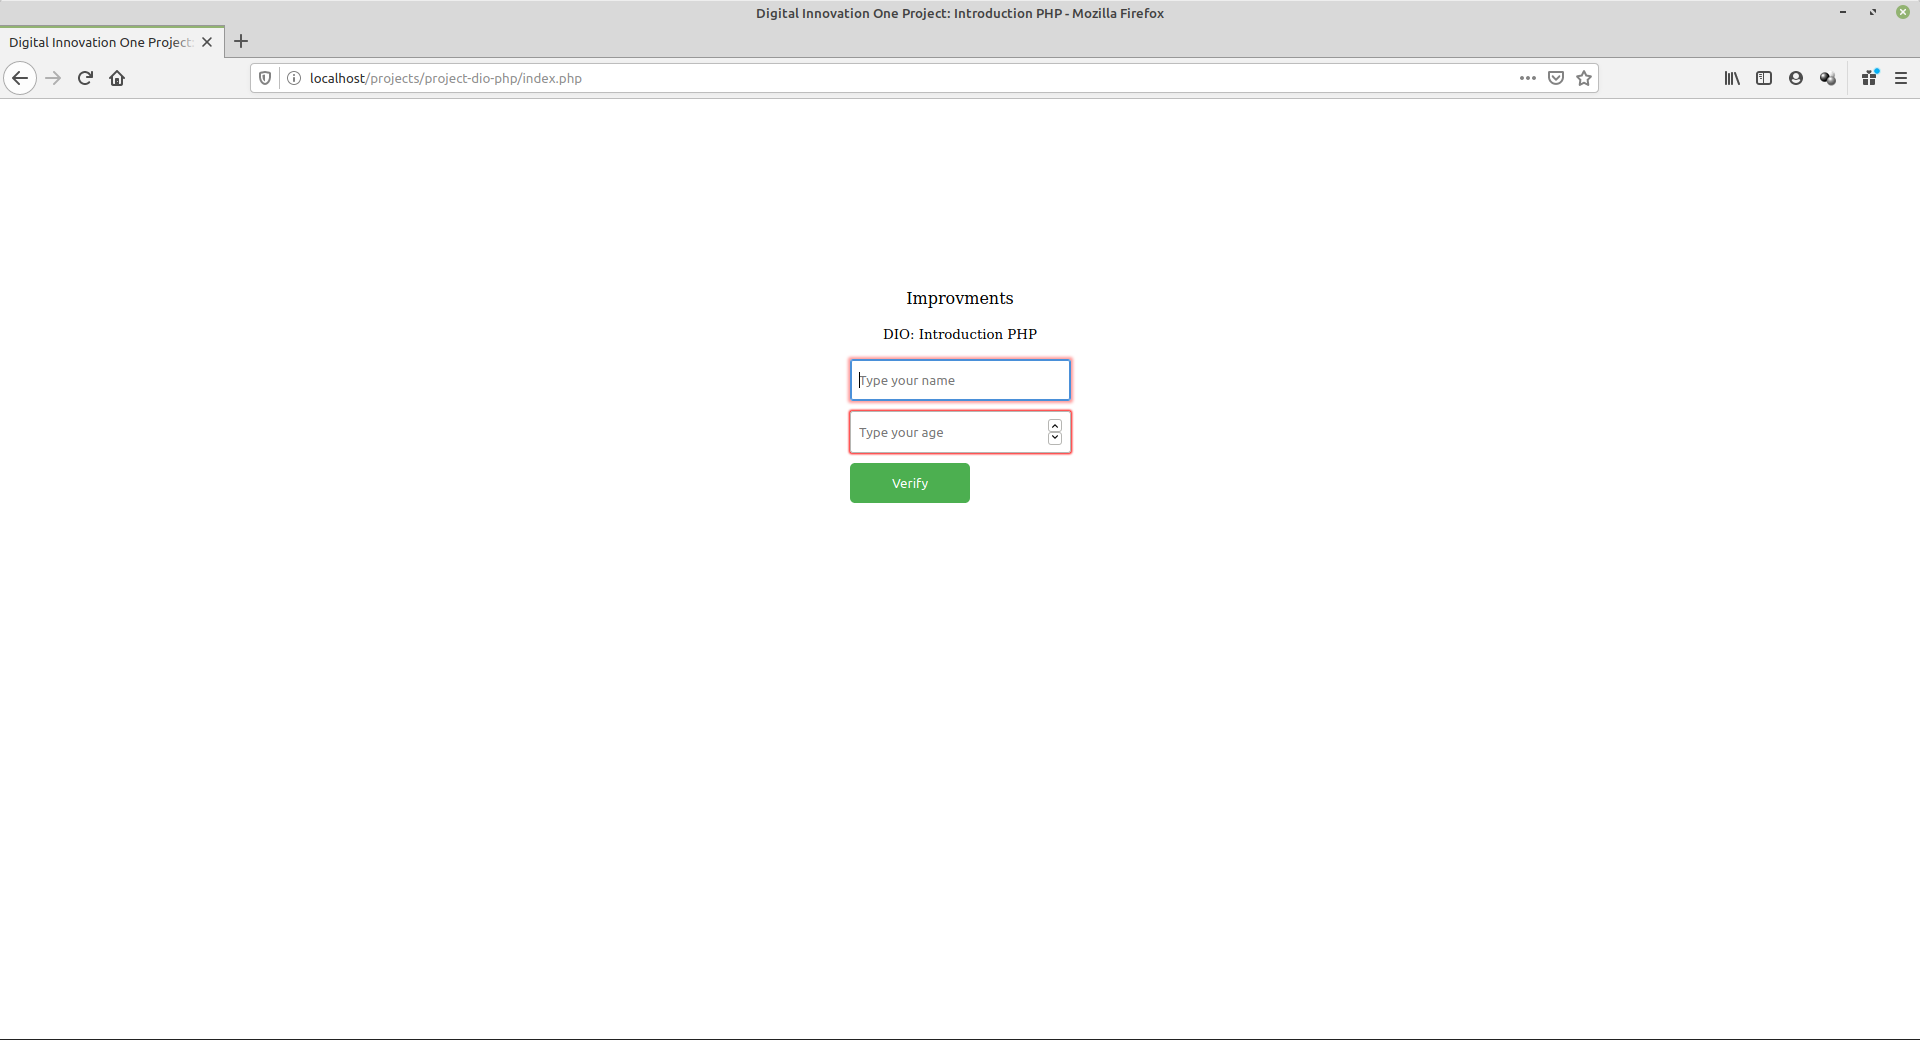 Digital Innovation One Project: Introduction PHP - Mozilla Firefox
Digital Innovation One Project:
localhost/projects/project-dio-php/index.php
Improvments
DIO: Introduction PHP
Type your name
Type your age
Verify